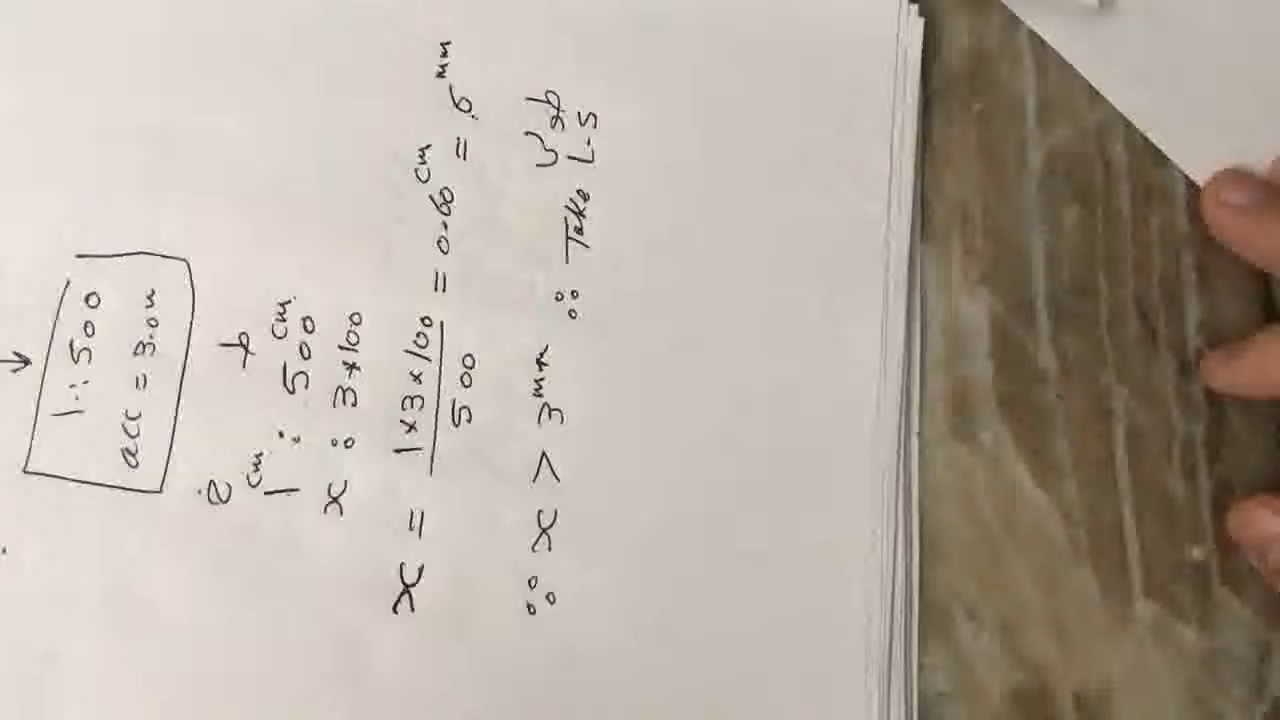 1:500
acc = 3.0m
خ ط
1 cm : 500 cm
x : 3*100
x = 1 x 3 x 100 / 500 = 0.60 cm = 6 mm
∵ x > 3 mm ∴ Take L-S